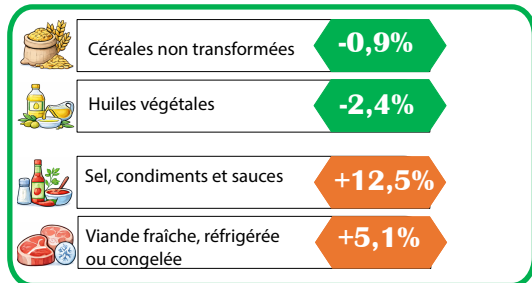 Céréales non transformées
-0,9%
Huiles végétales
-2,4%
Sel, condiments et sauces
+12,5%
Viande fraîche, réfrigérée
ou congelée
+5,1%